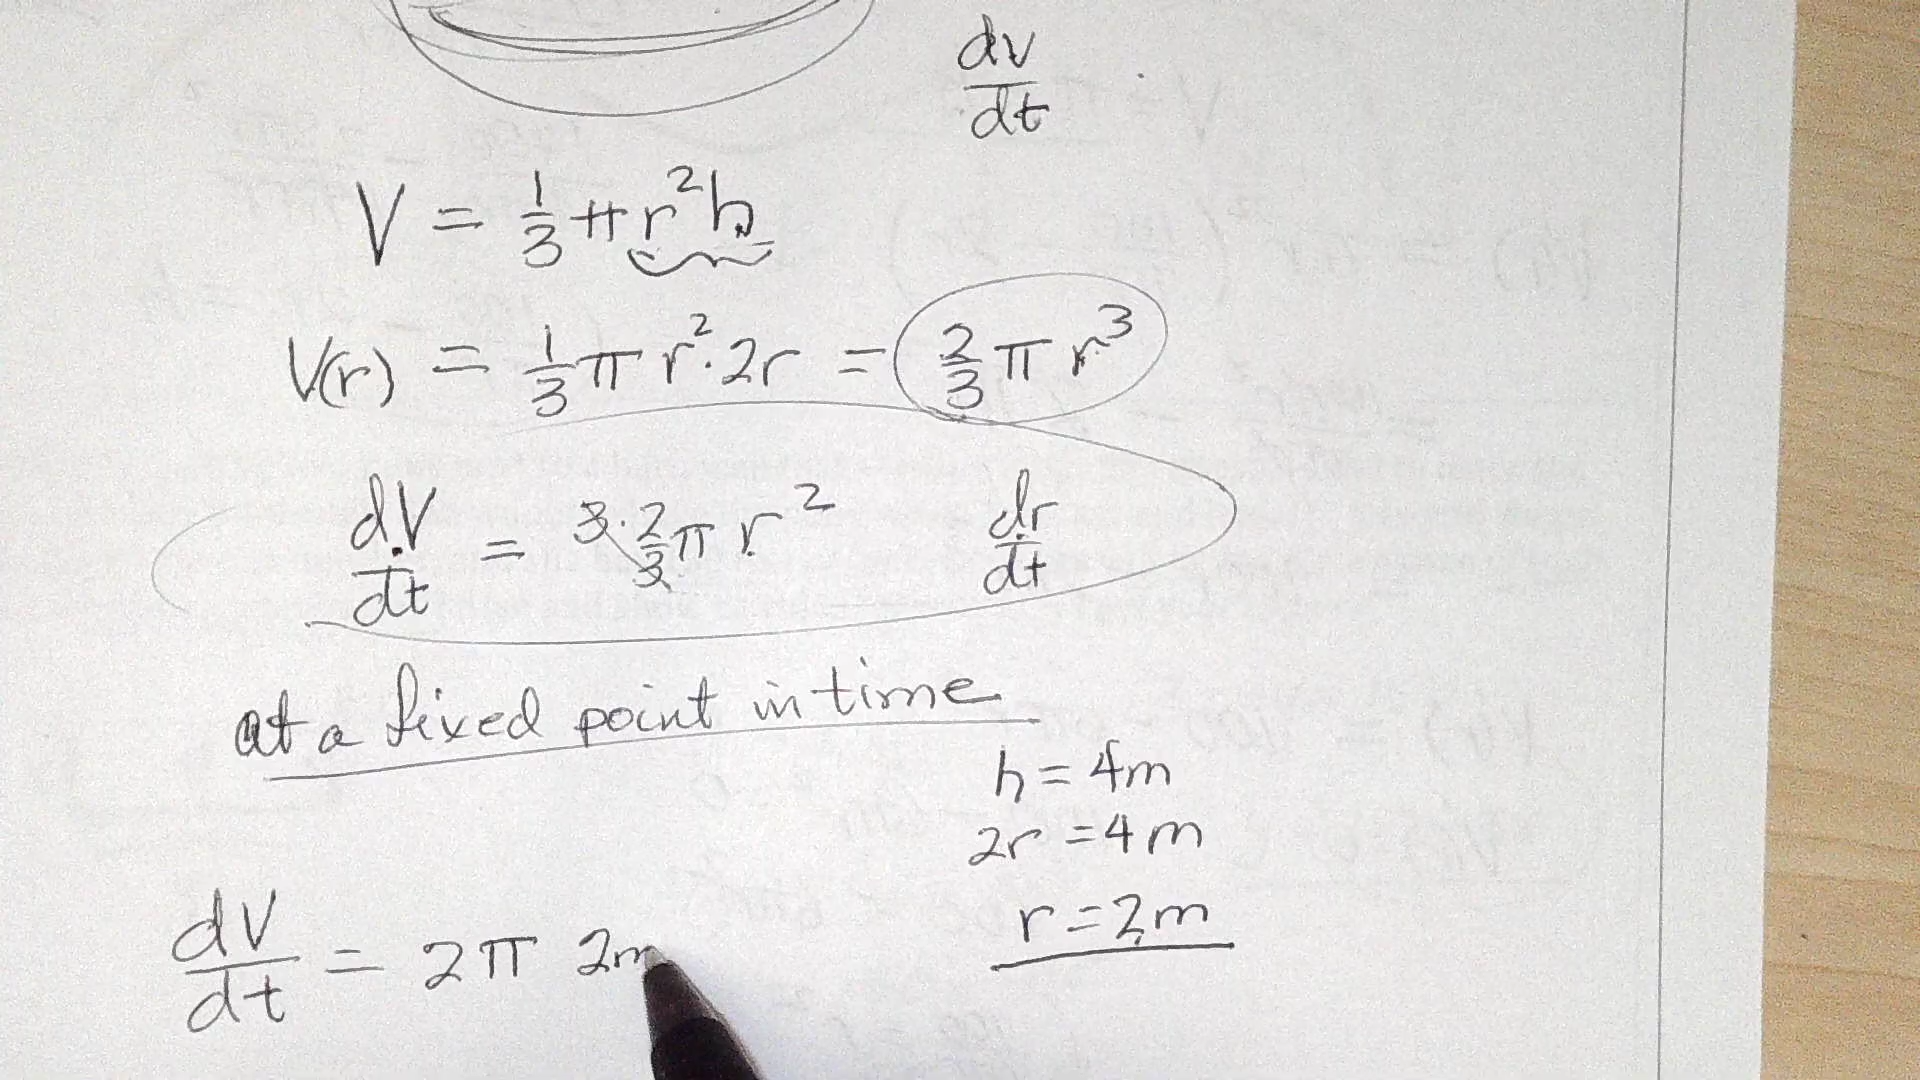 dv/dt
V = 1/3 π r²h
V(r) = 1/3 π r² · 2r = 2/3 π r³
dV/dt = 3 · 2/3 π r² dr/dt
at a fixed point in time
h = 4m
2r = 4m
r = 2m
dV/dt = 2π 2m